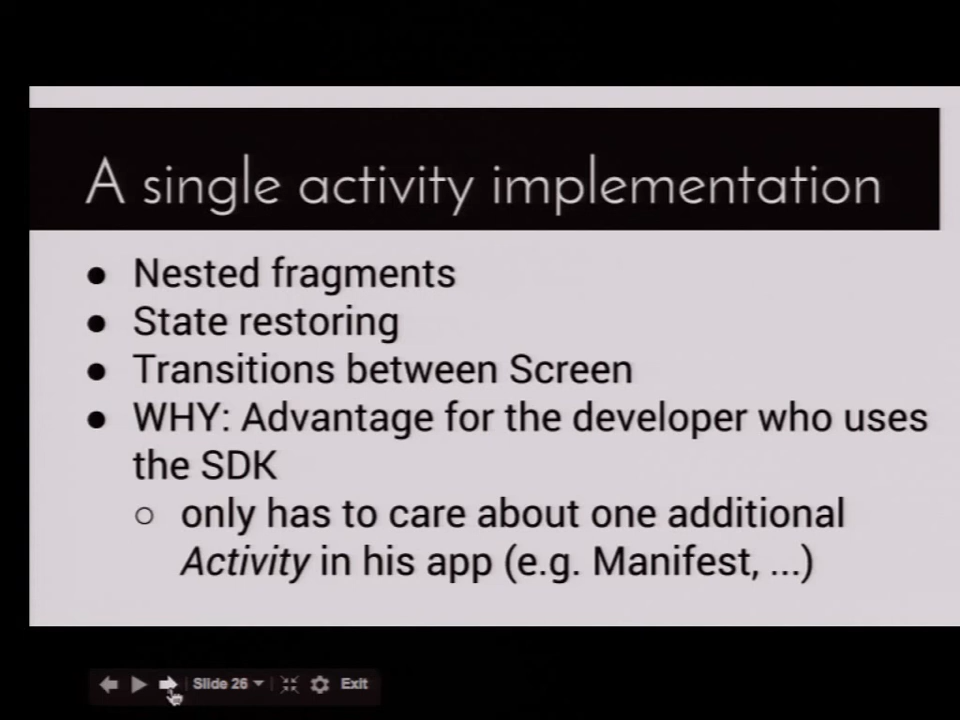 A single activity implementation
● Nested fragments
● State restoring
● Transitions between Screen
● WHY: Advantage for the developer who uses
the SDK
○ only has to care about one additional
Activity in his app (e.g. Manifest, ...)
Slide 26
Exit